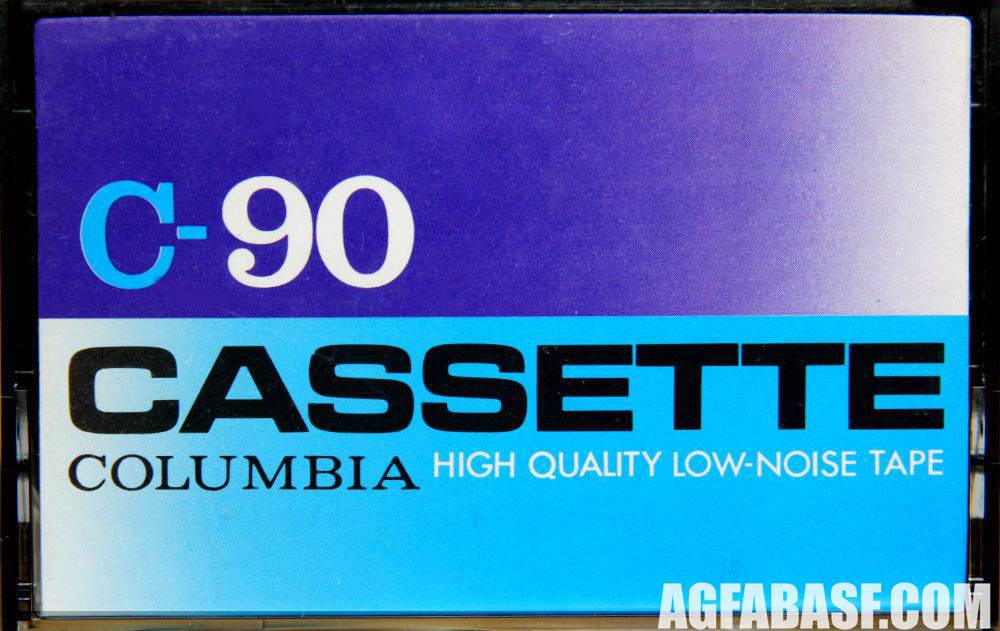 C-90
CASSETTE
COLUMBIA HIGH QUALITY LOW-NOISE TAPE
AGFABASF.COM